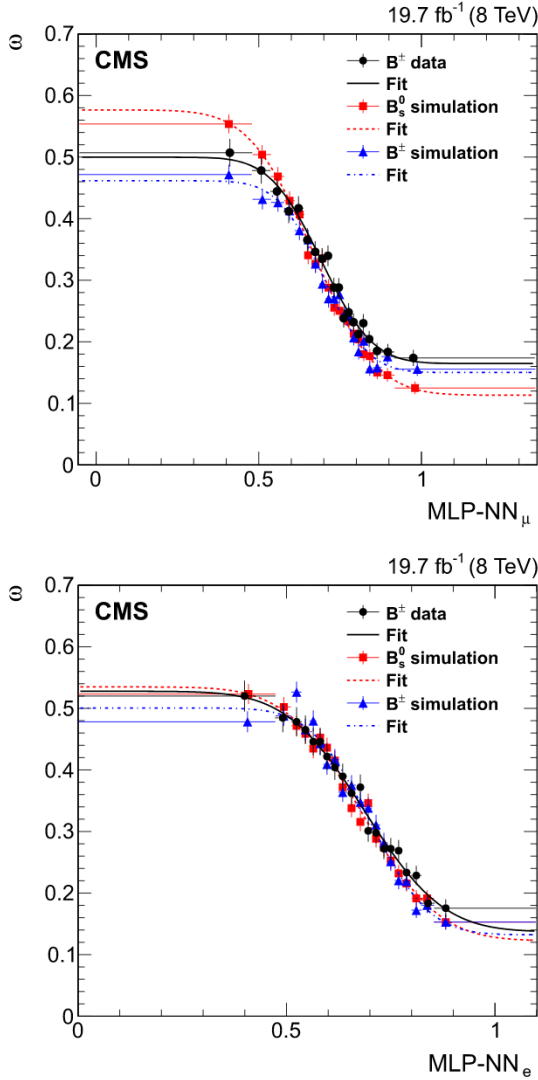 19.7 fb⁻¹ (8 TeV)
ω
0.7
CMS
B± data
Fit
B⁰ₛ simulation
Fit
B± simulation
Fit
0.6
0.5
0.4
0.3
0.2
0.1
0
0 0.5 1
MLP-NN μ
19.7 fb⁻¹ (8 TeV)
ω
0.7
CMS
B± data
Fit
B⁰ₛ simulation
Fit
B± simulation
Fit
0.6
0.5
0.4
0.3
0.2
0.1
0
0 0.5 1
MLP-NN e